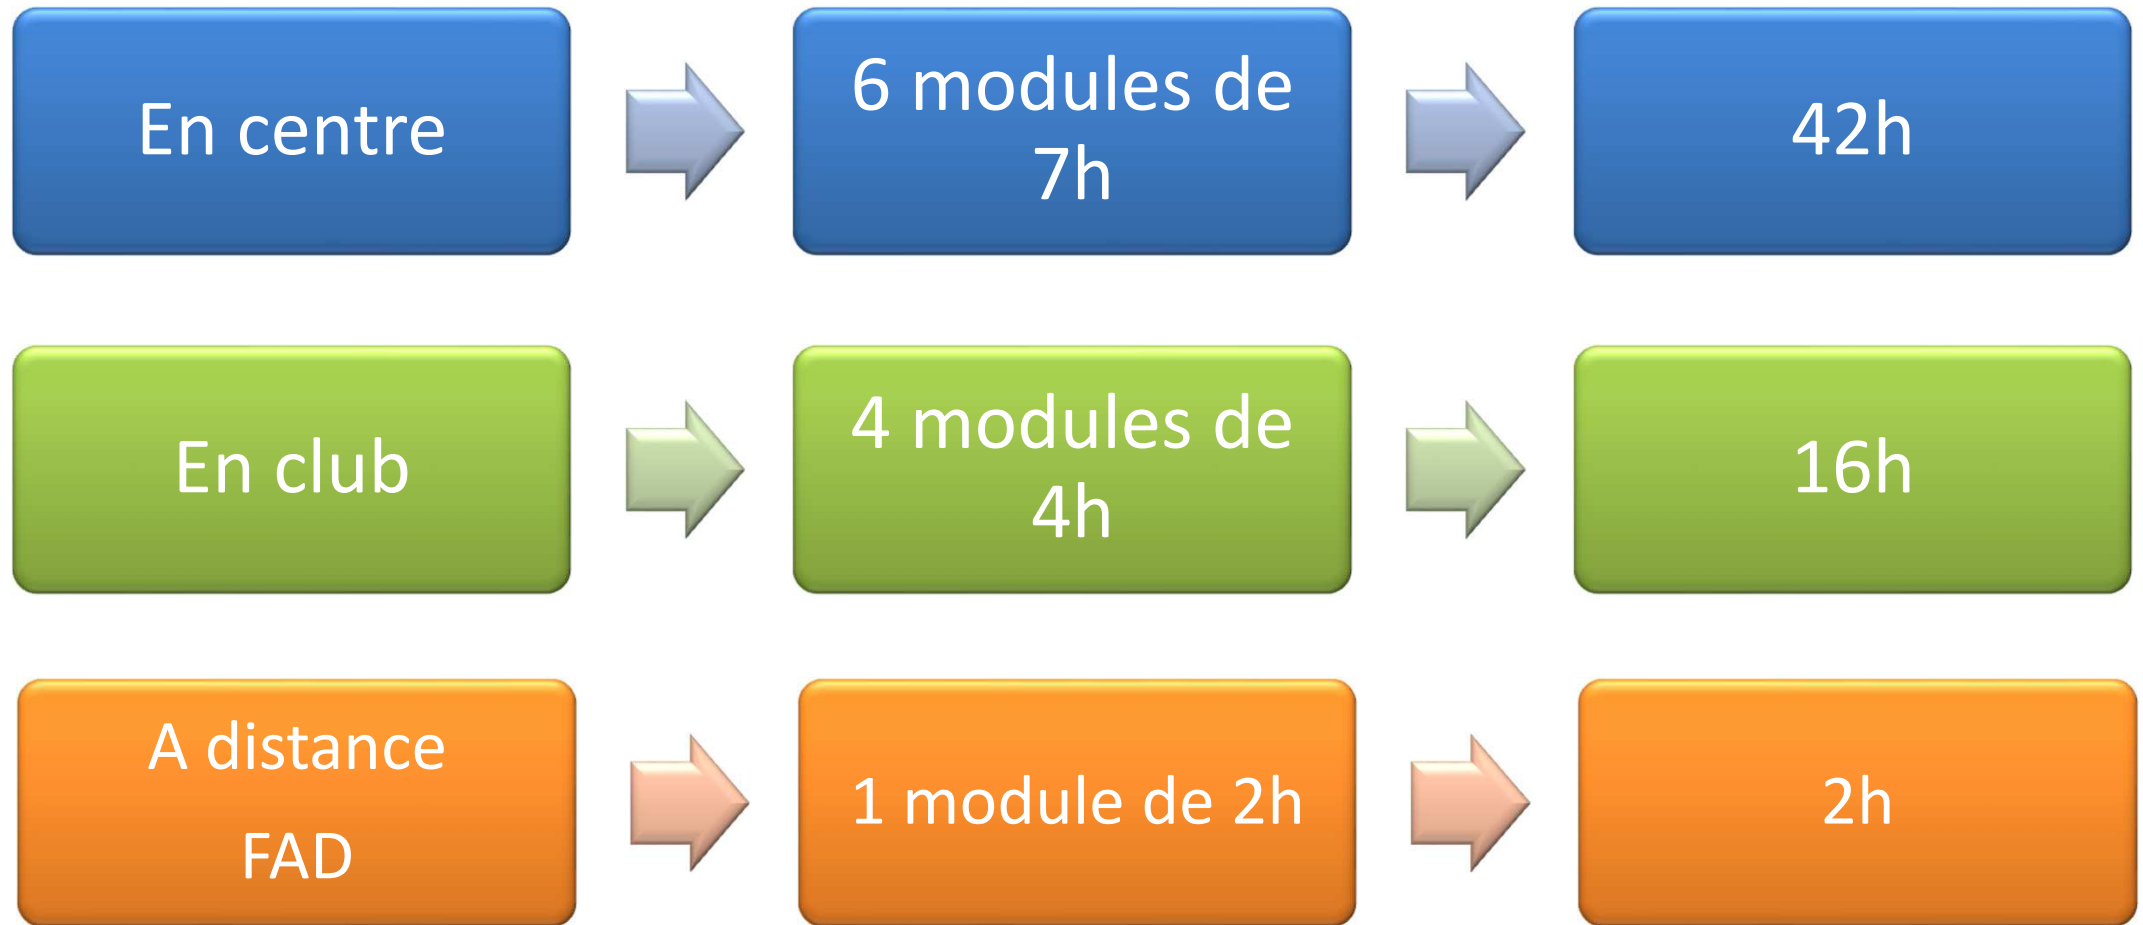 En centre
6 modules de
7h
42h
En club
4 modules de
4h
16h
A distance
FAD
1 module de 2h
2h